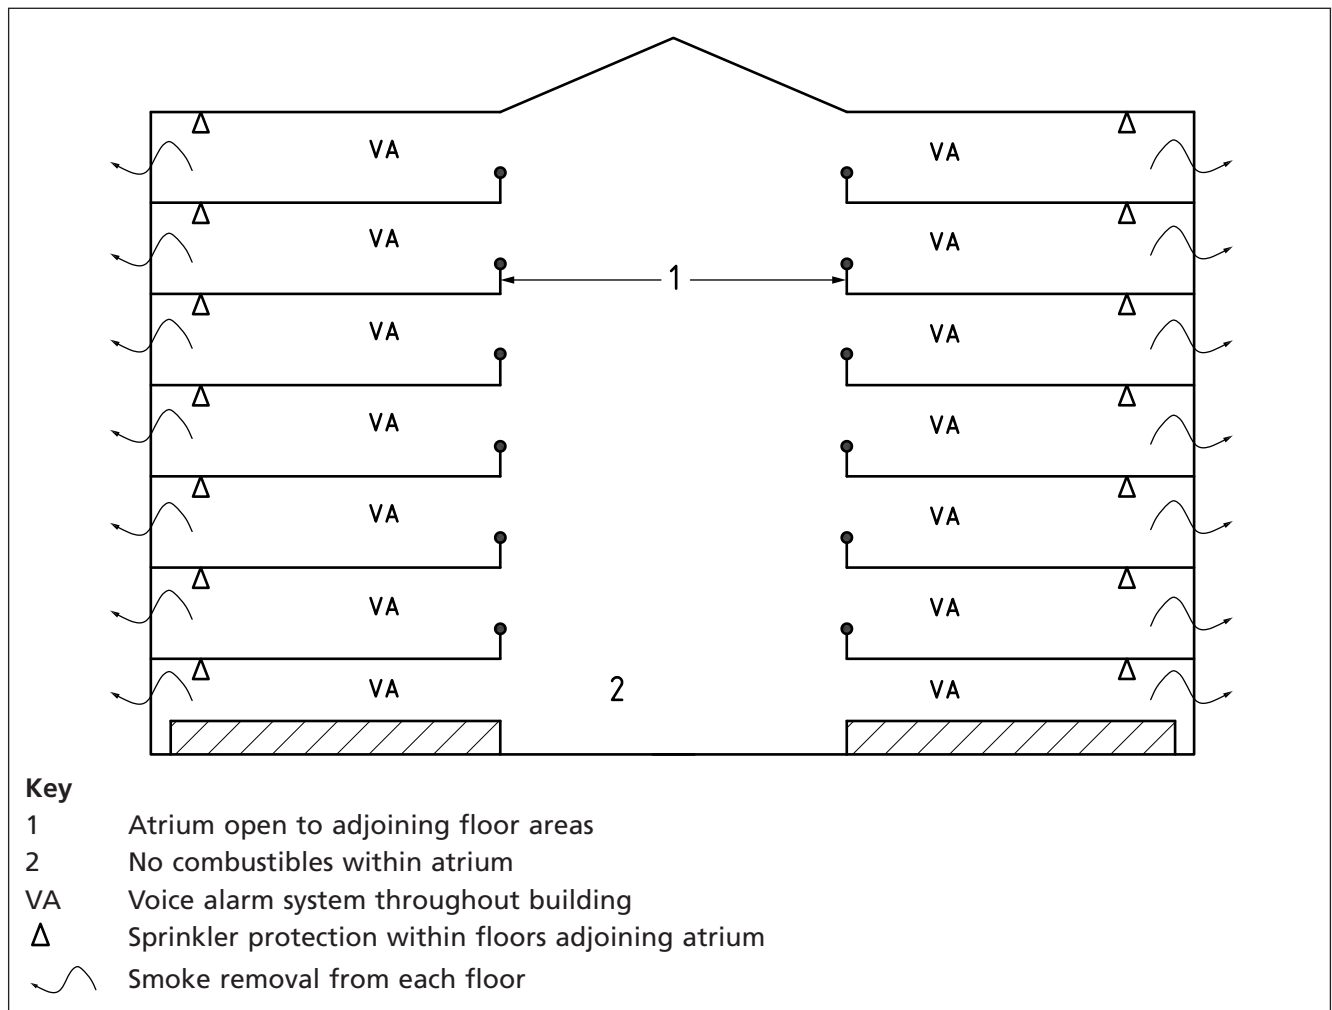 VA VA
VA VA
1
VA VA
VA VA
VA VA
VA VA
VA 2 VA
Key
1 Atrium open to adjoining floor areas
2 No combustibles within atrium
VA Voice alarm system throughout building
Sprinkler protection within floors adjoining atrium
Smoke removal from each floor